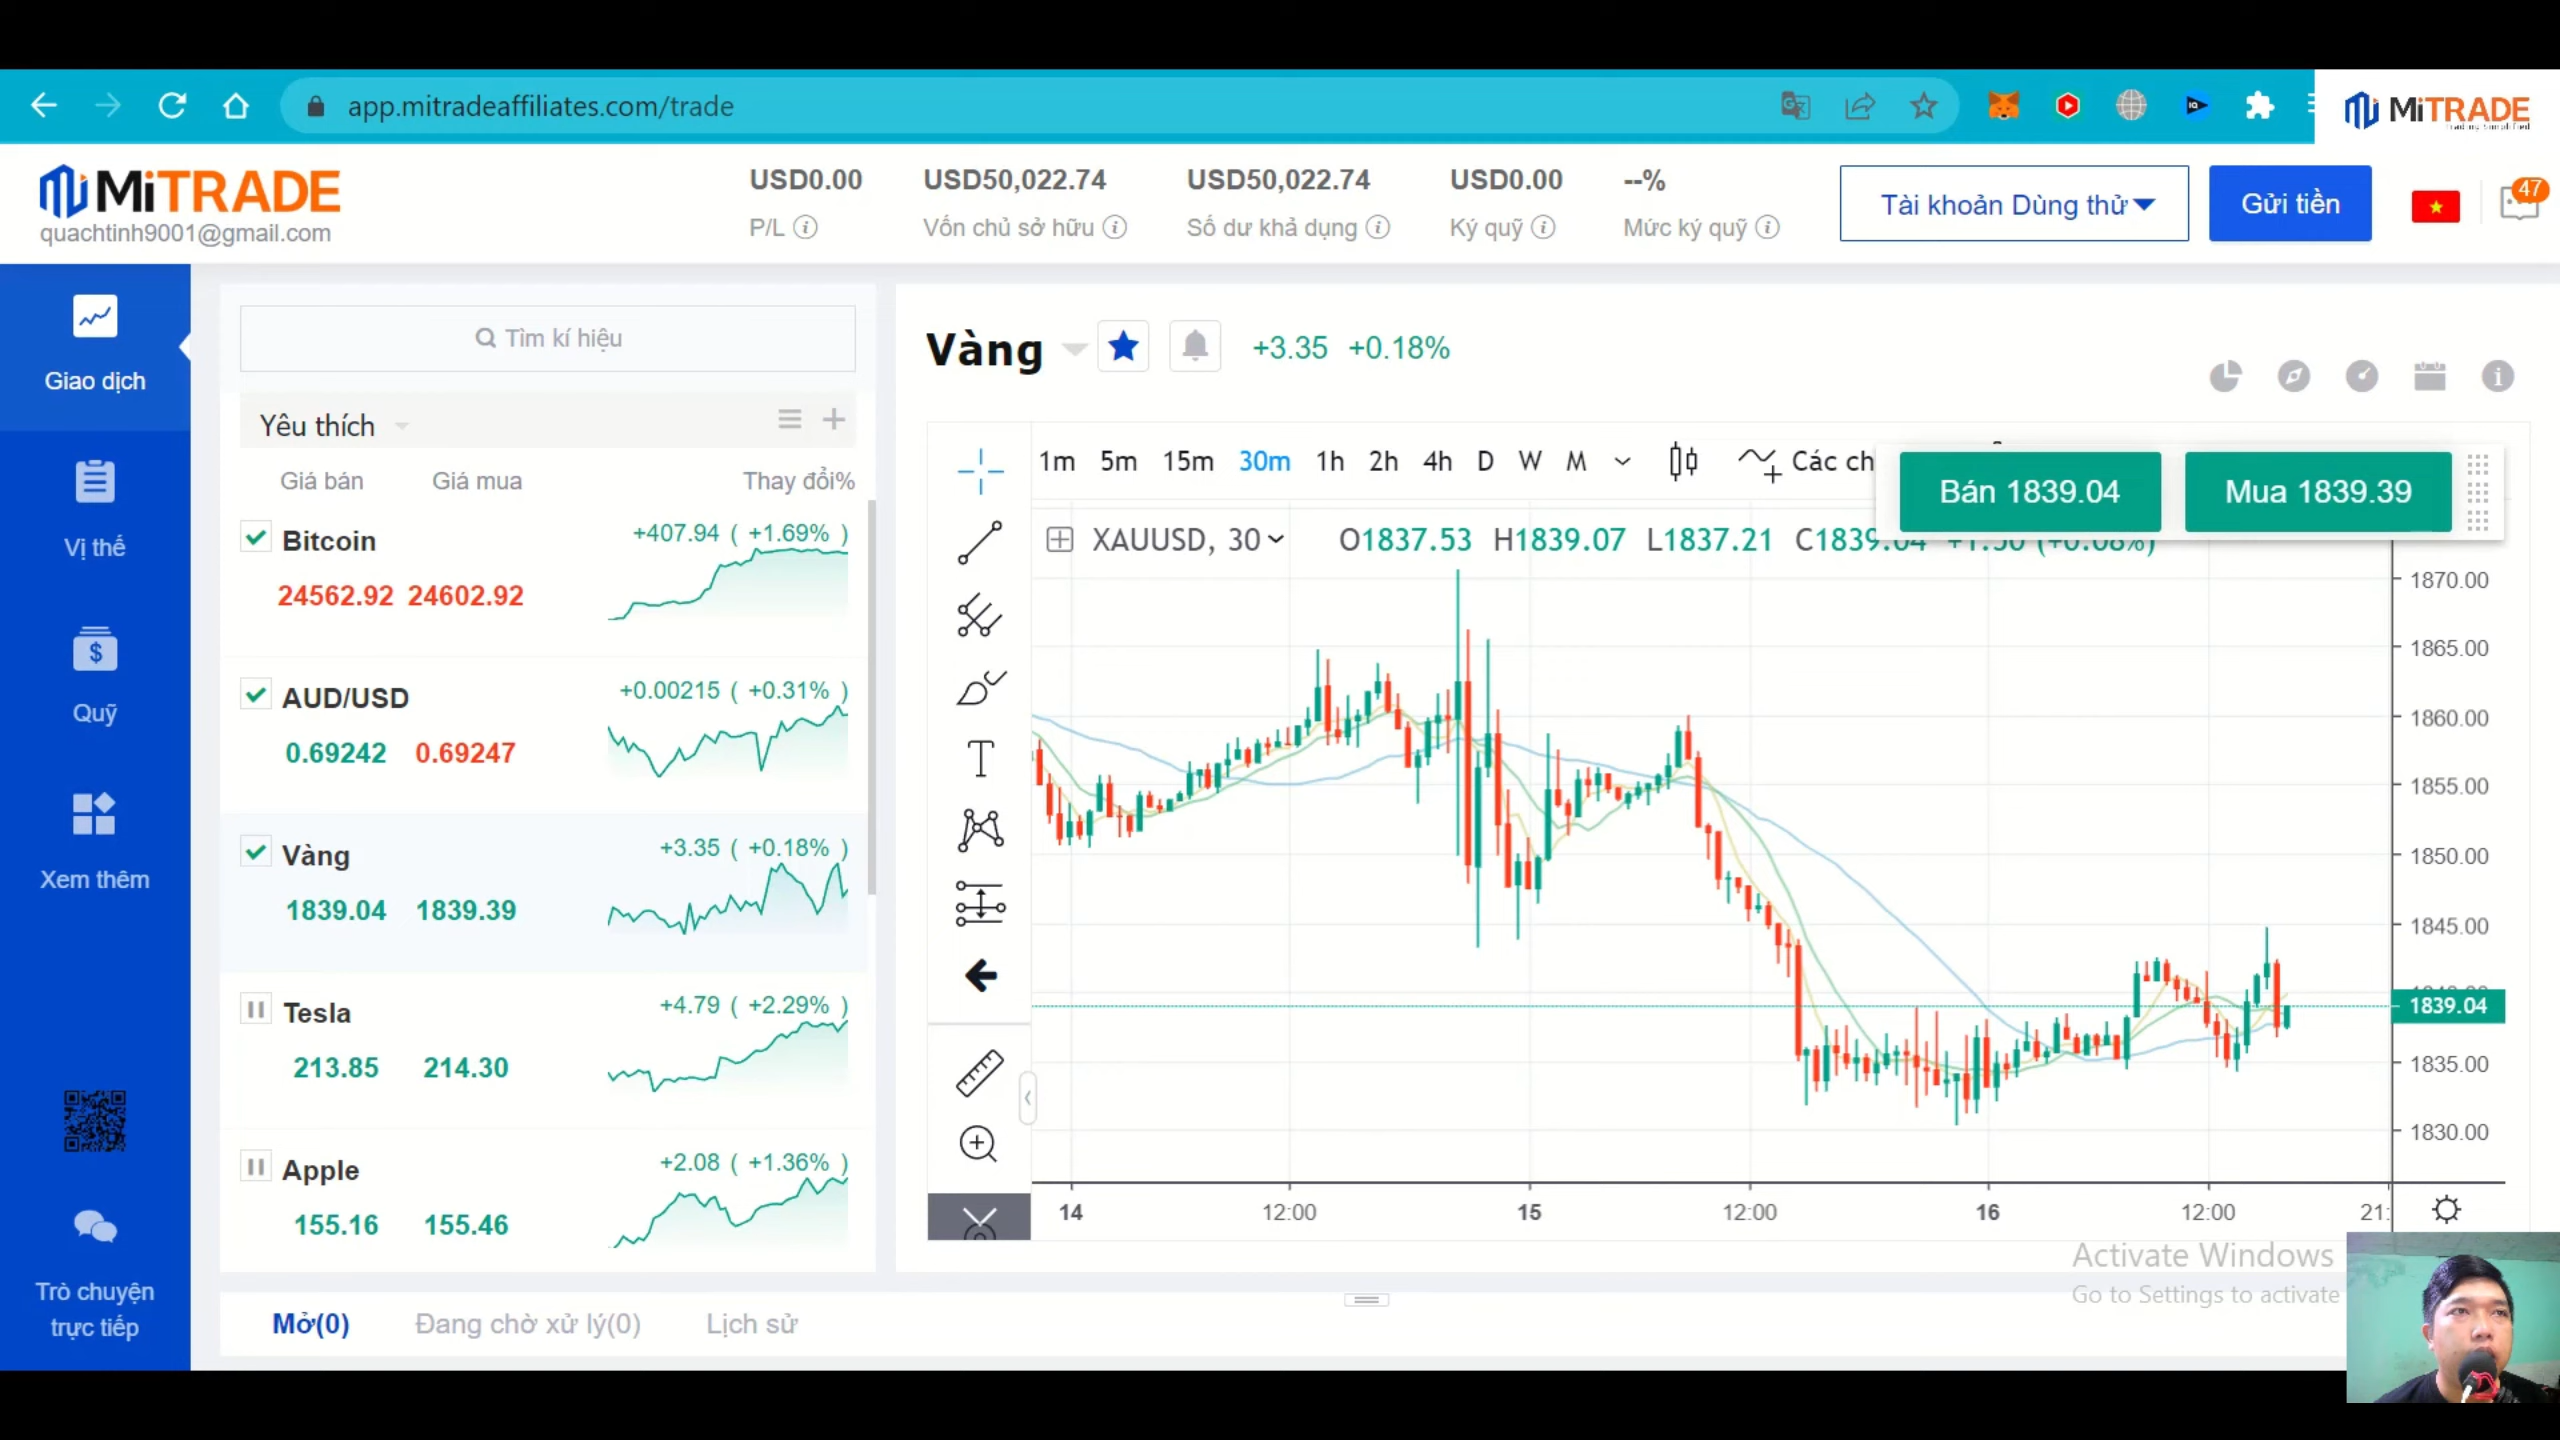 app.mitradeaffiliates.com/trade
MiTRADE
MiTRADE
quachtinh9001@gmail.com
USD0.00
P/L
USD50,022.74
Vốn chủ sở hữu
USD50,022.74
Số dư khả dụng
USD0.00
Ký quỹ
--%
Mức ký quỹ
Tài khoản Dùng thử
Gửi tiền
47
Giao dịch
Vị thế
Quỹ
Xem thêm
Trò chuyện
trực tiếp
Tìm kí hiệu
Yêu thích
Giá bán Giá mua Thay đổi%
Bitcoin +407.94 ( +1.69% )
24562.92 24602.92
AUD/USD +0.00215 ( +0.31% )
0.69242 0.69247
Vàng +3.35 ( +0.18% )
1839.04 1839.39
Tesla +4.79 ( +2.29% )
213.85 214.30
Apple +2.08 ( +1.36% )
155.16 155.46
Vàng +3.35 +0.18%
1m 5m 15m 30m 1h 2h 4h D W M Các ch
Bán 1839.04 Mua 1839.39
XAUUSD, 30 O1837.53 H1839.07 L1837.21 C1839.04 +1.50 (+0.08%)
1870.00
1865.00
1860.00
1855.00
1850.00
1845.00
1839.04
1835.00
1830.00
14 12:00 15 12:00 16 12:00 21:
Mở(0) Đang chờ xử lý(0) Lịch sử
Activate Windows
Go to Settings to activate